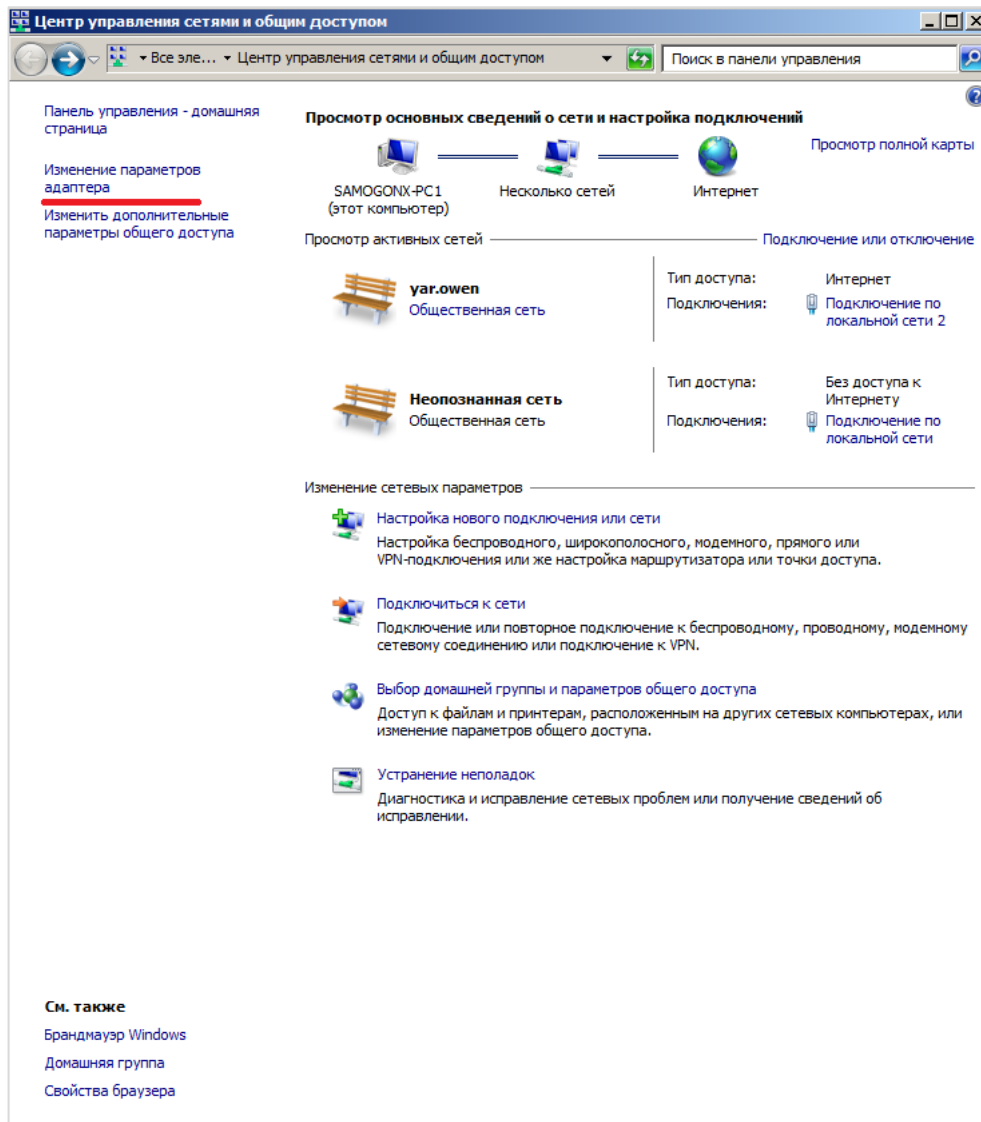 Центр управления сетями и общим доступом
Все эле... Центр управления сетями и общим доступом
Поиск в панели управления
Панель управления - домашняя
страница
Изменение параметров
адаптера
Изменить дополнительные
параметры общего доступа
Просмотр основных сведений о сети и настройка подключений
Просмотр полной карты
SAMOGONX-PC1
(этот компьютер)
Несколько сетей
Интернет
Просмотр активных сетей
Подключение или отключение
yar.owen
Общественная сеть
Тип доступа: Интернет
Подключения: Подключение по
локальной сети 2
Неопознанная сеть
Общественная сеть
Тип доступа: Без доступа к
Интернету
Подключения: Подключение по
локальной сети
Изменение сетевых параметров
Настройка нового подключения или сети
Настройка беспроводного, широкополосного, модемного, прямого или
VPN-подключения или же настройка маршрутизатора или точки доступа.
Подключиться к сети
Подключение или повторное подключение к беспроводному, проводному, модемному
сетевому соединению или подключение к VPN.
Выбор домашней группы и параметров общего доступа
Доступ к файлам и принтерам, расположенным на других сетевых компьютерах, или
изменение параметров общего доступа.
Устранение неполадок
Диагностика и исправление сетевых проблем или получение сведений об
исправлении.
См. также
Брандмауэр Windows
Домашняя группа
Свойства браузера